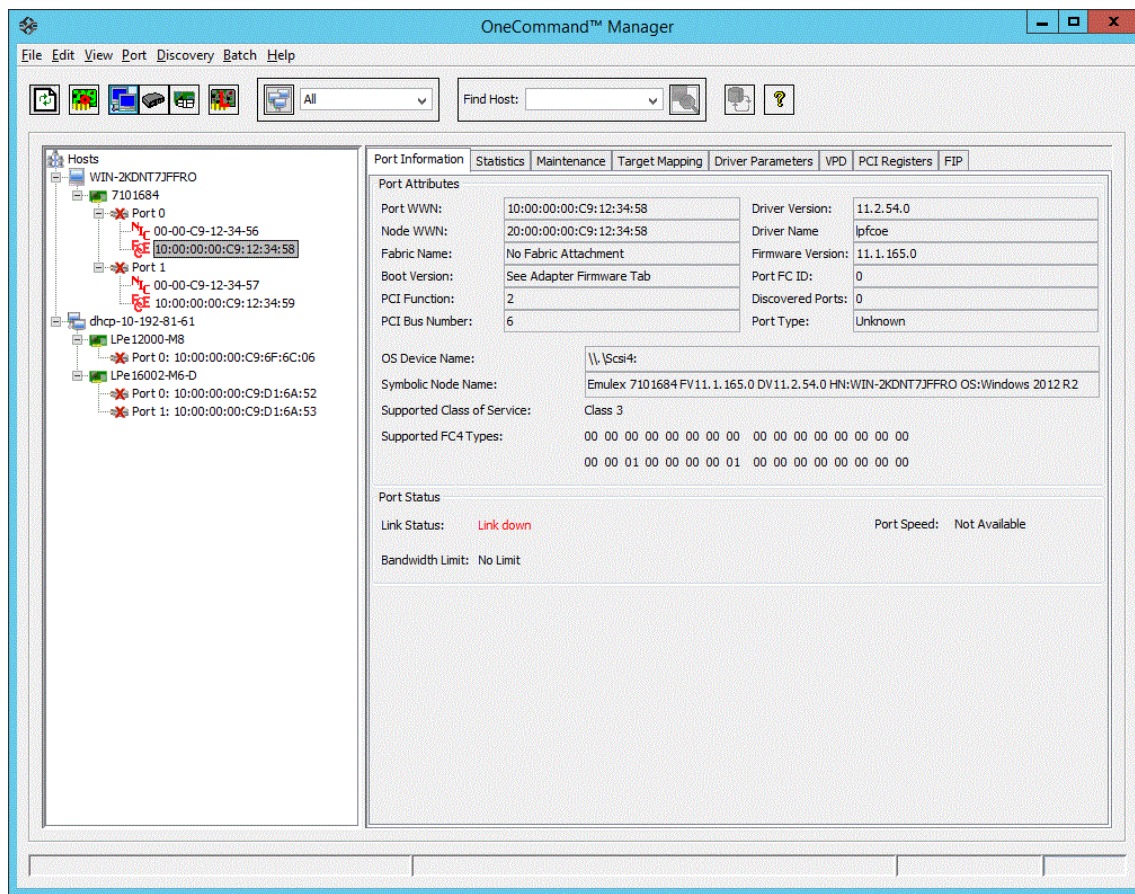 OneCommand™ Manager
File Edit View Port Discovery Batch Help
All Find Host:
Hosts
WIN-2KDNT7JFFRO
7101684
Port 0
NIC 00-00-C9-12-34-56
FCoE 10:00:00:00:C9:12:34:58
Port 1
NIC 00-00-C9-12-34-57
FCoE 10:00:00:00:C9:12:34:59
dhcp-10-192-81-61
LPe12000-M8
Port 0: 10:00:00:00:C9:6F:6C:06
LPe16002-M6-D
Port 0: 10:00:00:00:C9:D1:6A:52
Port 1: 10:00:00:00:C9:D1:6A:53
Port Information Statistics Maintenance Target Mapping Driver Parameters VPD PCI Registers FIP
Port Attributes
Port WWN: 10:00:00:00:C9:12:34:58 Driver Version: 11.2.54.0
Node WWN: 20:00:00:00:C9:12:34:58 Driver Name lpfcoe
Fabric Name: No Fabric Attachment Firmware Version: 11.1.165.0
Boot Version: See Adapter Firmware Tab Port FC ID: 0
PCI Function: 2 Discovered Ports: 0
PCI Bus Number: 6 Port Type: Unknown
OS Device Name: \\.\Scsi4:
Symbolic Node Name: Emulex 7101684 FV11.1.165.0 DV11.2.54.0 HN:WIN-2KDNT7JFFRO OS:Windows 2012 R2
Supported Class of Service: Class 3
Supported FC4 Types: 00 00 00 00 00 00 00 00 00 00 00 00 00 00 00 00
00 00 01 00 00 00 00 01 00 00 00 00 00 00 00 00
Port Status
Link Status: Link down Port Speed: Not Available
Bandwidth Limit: No Limit